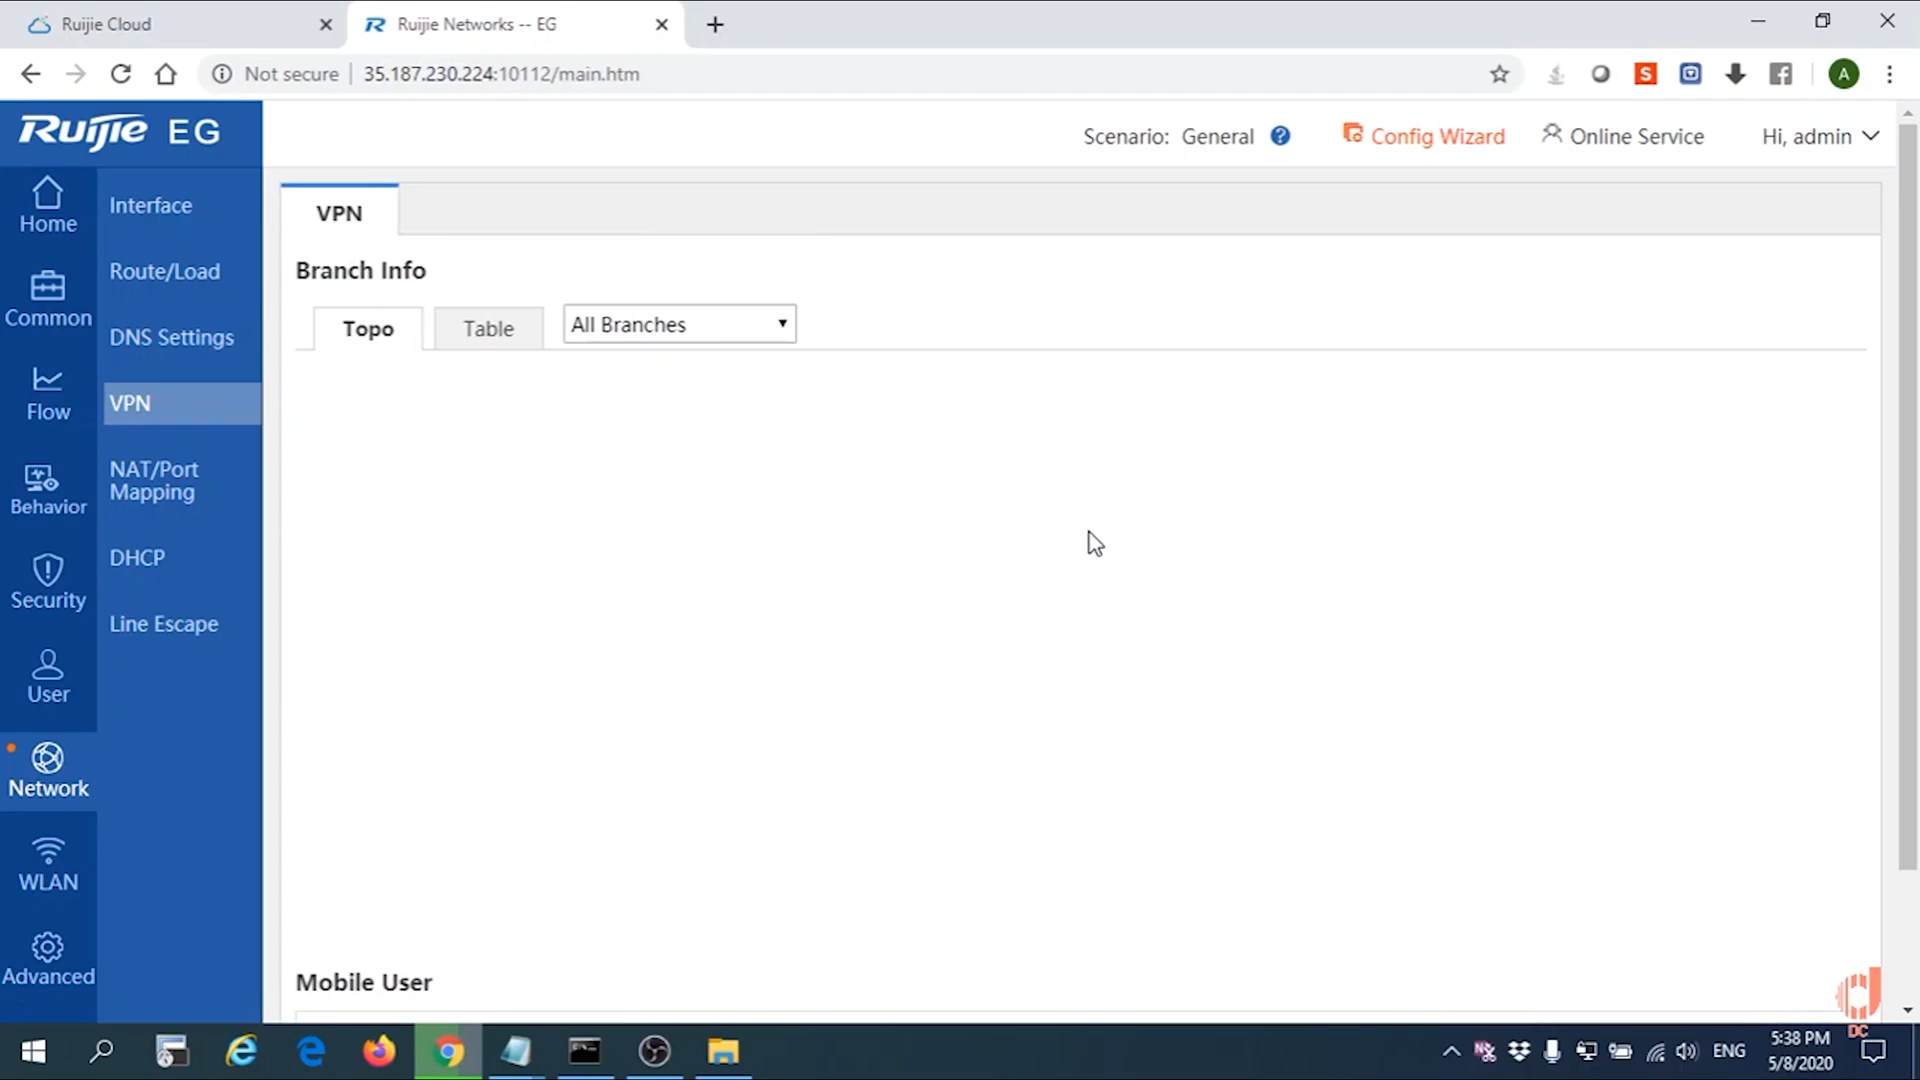 Ruijie Cloud
Ruijie Networks -- EG
Not secure | 35.187.230.224:10112/main.htm
S
A
Ruijie EG
Scenario: General ?
Config Wizard
Online Service
Hi, admin
Home
Common
Flow
Behavior
Security
User
Network
WLAN
Advanced
Interface
Route/Load
DNS Settings
VPN
NAT/Port
Mapping
DHCP
Line Escape
VPN
Branch Info
Topo
Table
All Branches
Mobile User
DC
ENG
5:38 PM
5/8/2020